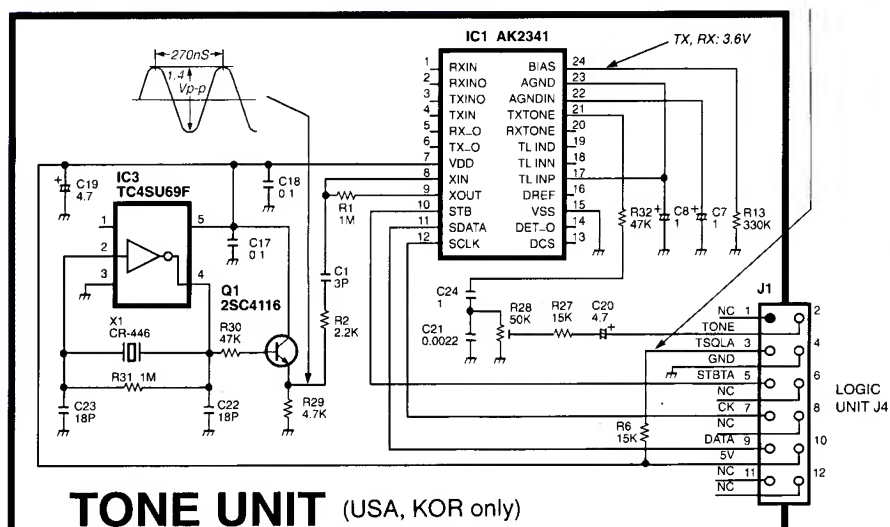 270nS
1.4
Vp-p
IC1 AK2341
TX, RX: 3.6V
1 RXIN BIAS 24
2 RXINO AGND 23
3 TXINO AGNDIN 22
4 TXIN TXTONE 21
5 RX_O RXTONE 20
6 TX_O TL IND 19
7 VDD TL INN 18
8 XIN TL INP 17
9 XOUT DREF 16
10 STB VSS 15
11 SDATA DET_O 14
12 SCLK DCS 13
C19
4.7
IC3
TC4SU69F
C18
0.1
1
2
3
5
4
C17
0.1
R1
1M
C1
3P
R2
2.2K
Q1
2SC4116
X1
CR-446
R30
47K
R31 1M
C23
18P
C22
18P
R29
4.7K
R32
47K
C8
1
C7
1
R13
330K
C24
1
C21
0.0022
R28
50K
R27
15K
C20
4.7
R6
15K
J1
NC 1 2
TONE
TSQLA 3 4
GND
STBTA 5 6
NC
CK 7 8
NC
DATA 9 10
5V
NC 11 12
NC
LOGIC
UNIT J4
TONE UNIT (USA, KOR only)